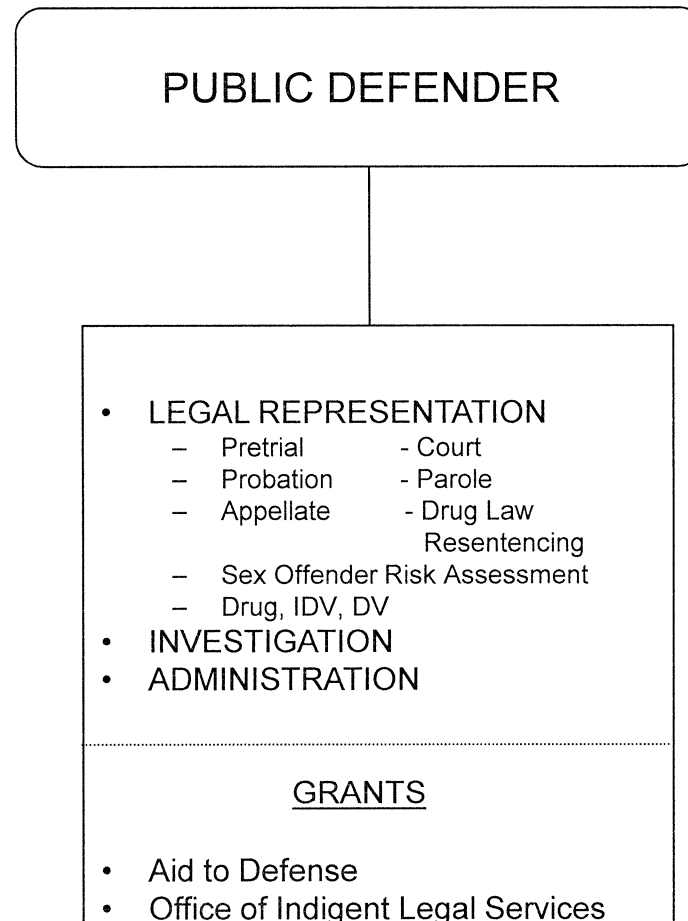 PUBLIC DEFENDER
• LEGAL REPRESENTATION
– Pretrial - Court
– Probation - Parole
– Appellate - Drug Law
Resentencing
– Sex Offender Risk Assessment
– Drug, IDV, DV
• INVESTIGATION
• ADMINISTRATION
GRANTS
• Aid to Defense
• Office of Indigent Legal Services